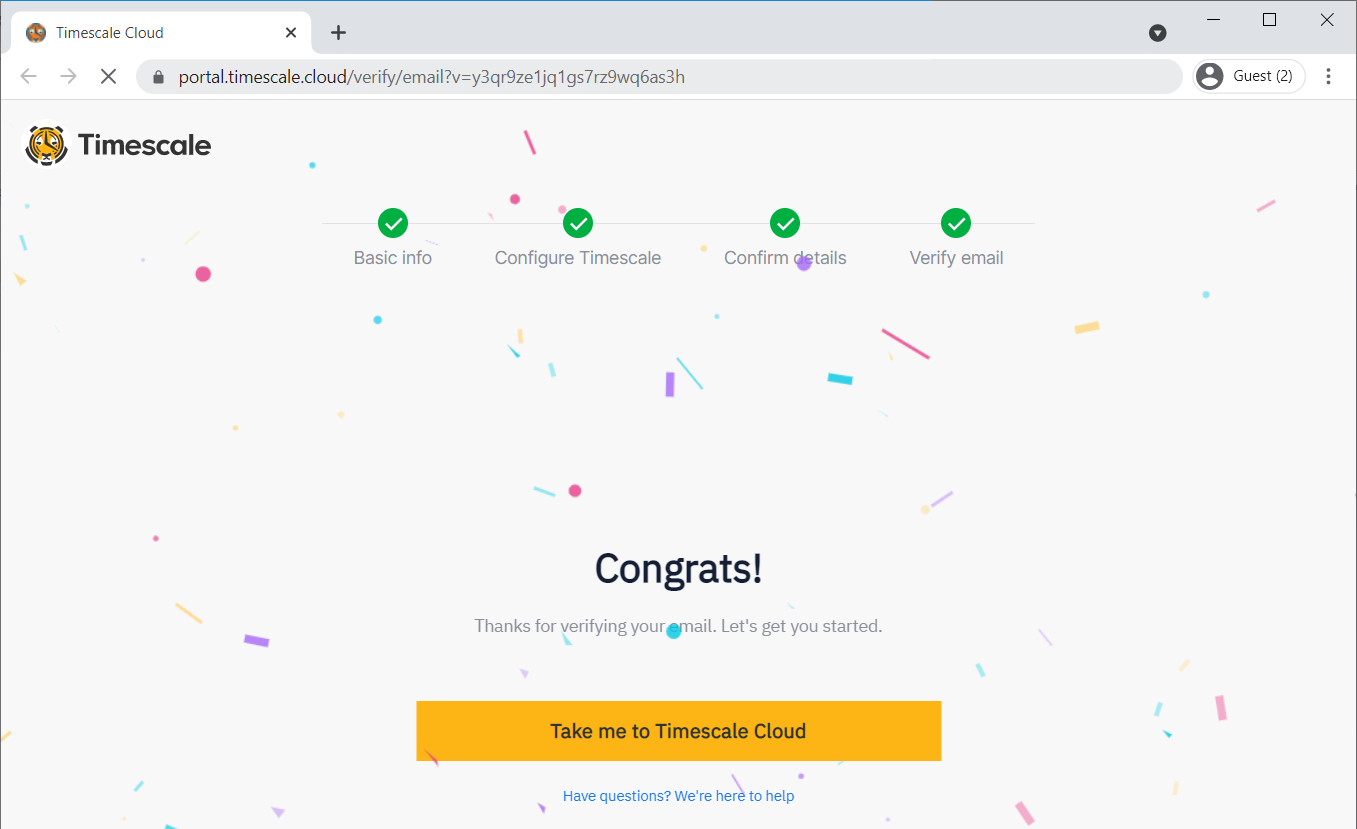 Timescale Cloud
portal.timescale.cloud/verify/email?v=y3qr9ze1jq1gs7rz9wq6as3h
Guest (2)
Timescale
Basic info
Configure Timescale
Confirm details
Verify email
Congrats!
Thanks for verifying your email. Let's get you started.
Take me to Timescale Cloud
Have questions? We're here to help